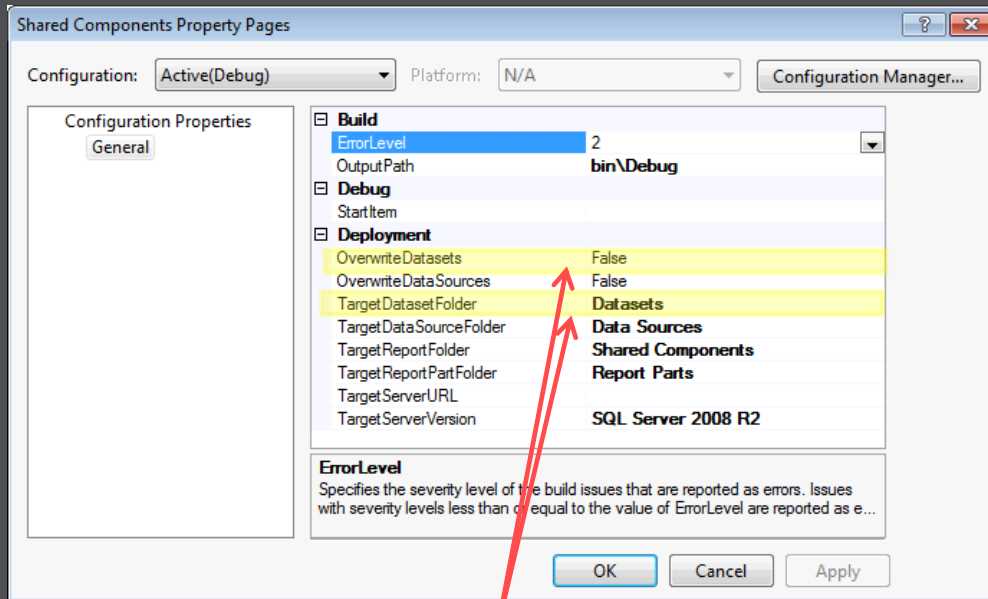 Shared Components Property Pages
Configuration: Active(Debug) Platform: N/A Configuration Manager...
Configuration Properties
General
Build
ErrorLevel 2
OutputPath bin\Debug
Debug
StartItem
Deployment
OverwriteDatasets False
OverwriteDataSources False
TargetDatasetFolder Datasets
TargetDataSourceFolder Data Sources
TargetReportFolder Shared Components
TargetReportPartFolder Report Parts
TargetServerURL
TargetServerVersion SQL Server 2008 R2
ErrorLevel
Specifies the severity level of the build issues that are reported as errors. Issues
with severity levels less than or equal to the value of ErrorLevel are reported as e...
OK Cancel Apply